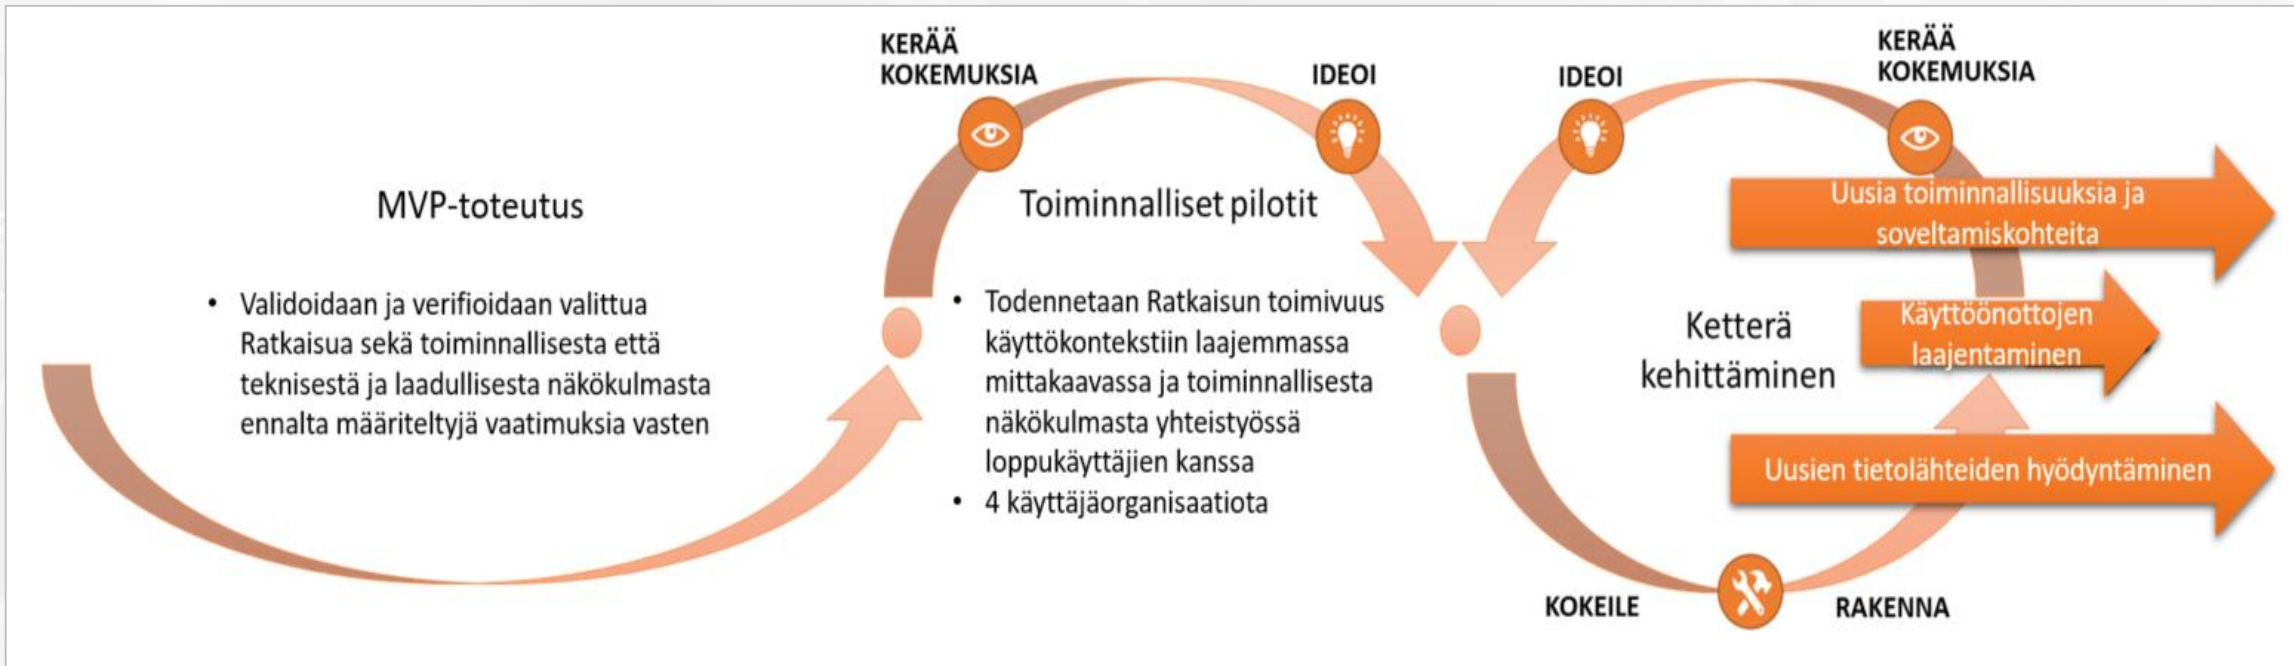 MVP-toteutus
• Validoidaan ja verifioidaan valittua
Ratkaisua sekä toiminnallisesta että
teknisestä ja laadullisesta näkökulmasta
ennalta määriteltyjä vaatimuksia vasten
KERÄÄ
KOKEMUKSIA
IDEOI
Toiminnalliset pilotit
• Todennetaan Ratkaisun toimivuus
käyttökontekstiin laajemmassa
mittakaavassa ja toiminnallisesta
näkökulmasta yhteistyössä
loppukäyttäjien kanssa
• 4 käyttäjäorganisaatiota
IDEOI
KERÄÄ
KOKEMUKSIA
Ketterä
kehittäminen
Uusia toiminnallisuuksia ja
soveltamiskohteita
Käyttöönottojen
laajentaminen
Uusien tietolähteiden hyödyntäminen
KOKEILE
RAKENNA